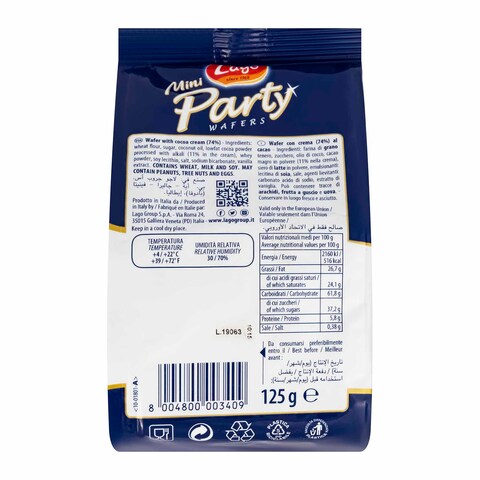 Lago
Mini
Party
WAFERS
Wafer with cocoa cream (74%) - Ingredients:
wheat flour, sugar, coconut oil, lowfat cocoa powder
processed with alkali (11% in the cream), whey
powder, soy lecithin, salt, sodium bicarbonate, vanilla
extract. CONTAINS WHEAT, MILK AND SOY. MAY
CONTAIN PEANUTS, TREE NUTS AND EGGS.
Prodotto in Italia da / Produced
in Italy by / Fabriqué en Italie par:
Lago Group S.p.A. - Via Roma 24,
35015 Galliera Veneta (PD) Italia
Keep in a cool dry place.
www.lagogroup.it
TEMPERATURA
TEMPERATURE
+4 / +22° C
+39 / +72° F
UMIDITÀ RELATIVA
RELATIVE HUMIDITY
30 / 70%
L.19063
Wafer con crema (74%) al
cacao - Ingredienti: farina di grano
tenero, zucchero, olio di cocco, cacao
magro in polvere (11% nella crema),
siero di latte in polvere, emulsionanti:
lecitina di soia, sale, agenti lievitanti:
carbonato acido di sodio, estratto di
vaniglia. Può contenere tracce di
arachidi, frutta a guscio e uova.
Conservare in luogo fresco e asciutto.
Valid only in the European Union /
Valable seulement dans l'Union
Européenne /
صالح فقط في الاتحاد الأوروبي.
Valori nutrizionali medi per 100 g
Average nutritional values per 100 g
Energia / Energy 2160 kJ /
516 kcal
Grassi / Fat 26,7 g
di cui acidi grassi saturi /
of which saturates 24,1 g
Carboidrati / Carbohydrate 61,8 g
di cui zuccheri /
of which sugars 37,2 g
Proteine / Protein 5,8 g
Sale / Salt 0,38 g
Da consumarsi preferibilmente
entro il / Best before / Meilleur
avant :
8 004800 003409
125 g e